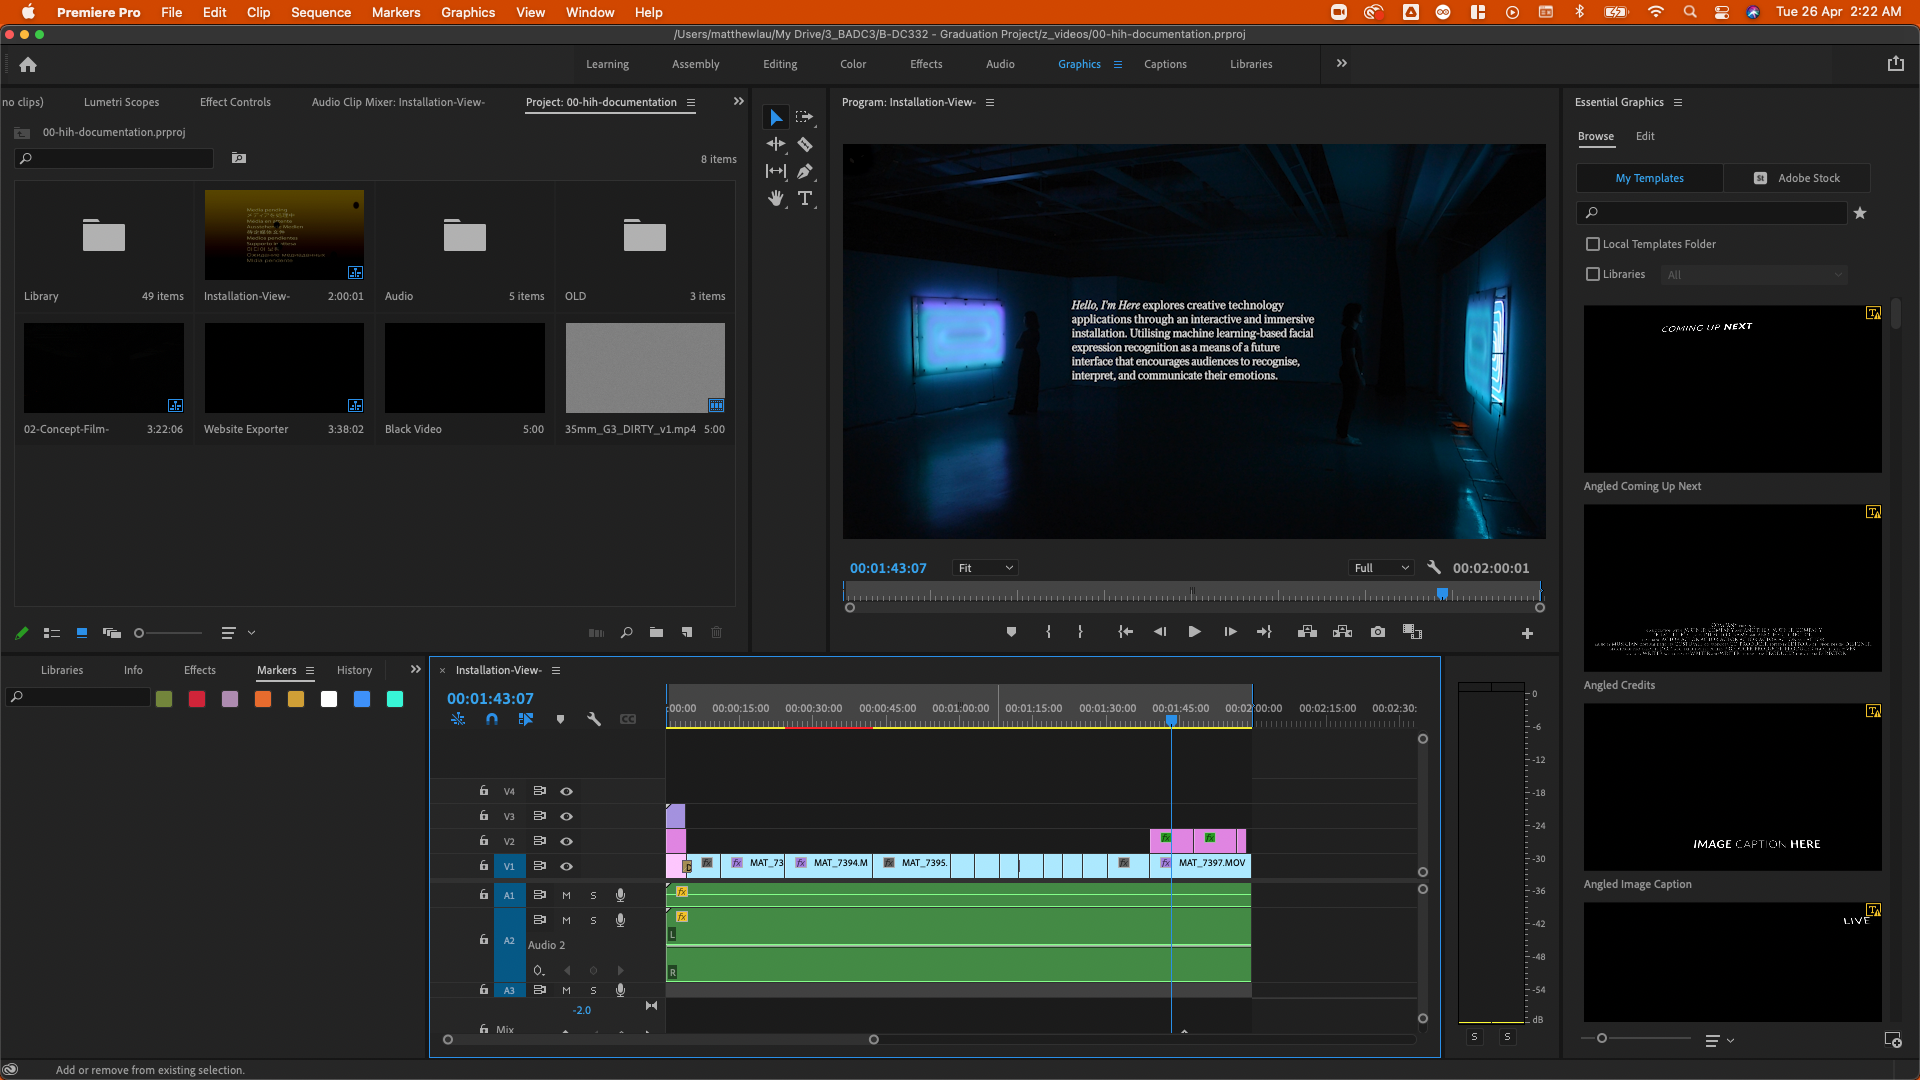 Premiere Pro File Edit Clip Sequence Markers Graphics View Window Help Tue 26 Apr 2:22 AM
/Users/matthewlau/My Drive/3_BADC3/B-DC332 - Graduation Project/z_videos/00-hih-documentation.prproj
Learning Assembly Editing Color Effects Audio Graphics Captions Libraries
no clips) Lumetri Scopes Effect Controls Audio Clip Mixer: Installation-View- Project: 00-hih-documentation
00-hih-documentation.prproj
8 items
Library 49 items
Installation-View- 2:00:01
Audio 5 items
OLD 3 items
02-Concept-Film- 3:22:06
Website Exporter 3:38:02
Black Video 5:00
35mm_G3_DIRTY_v1.mp4 5:00
Program: Installation-View-
Hello, I'm Here explores creative technology
applications through an interactive and immersive
installation. Utilising machine learning-based facial
expression recognition as a means of a future
interface that encourages audiences to recognise,
interpret, and communicate their emotions.
00:01:43:07 Fit Full 00:02:00:01
Essential Graphics
Browse Edit
My Templates St Adobe Stock
Local Templates Folder
Libraries All
COMING UP NEXT
Angled Coming Up Next
Angled Credits
IMAGE CAPTION HERE
Angled Image Caption
LIVE
Libraries Info Effects Markers History
Installation-View-
00:01:43:07
:00:00 00:00:15:00 00:00:30:00 00:00:45:00 00:01:00:00 00:01:15:00 00:01:30:00 00:01:45:00 00:02:00:00 00:02:15:00 00:02:30:
V4
V3
V2 fx fx
V1 fx fx MAT_73 fx MAT_7394.M fx MAT_7395. fx fx MAT_7397.MOV
A1 M S fx
M S fx
A2 Audio 2 L
R
A3 M S
-2.0
Mix
0
-6
-12
-18
-24
-30
-36
-42
-48
-54
dB
S S
Add or remove from existing selection.